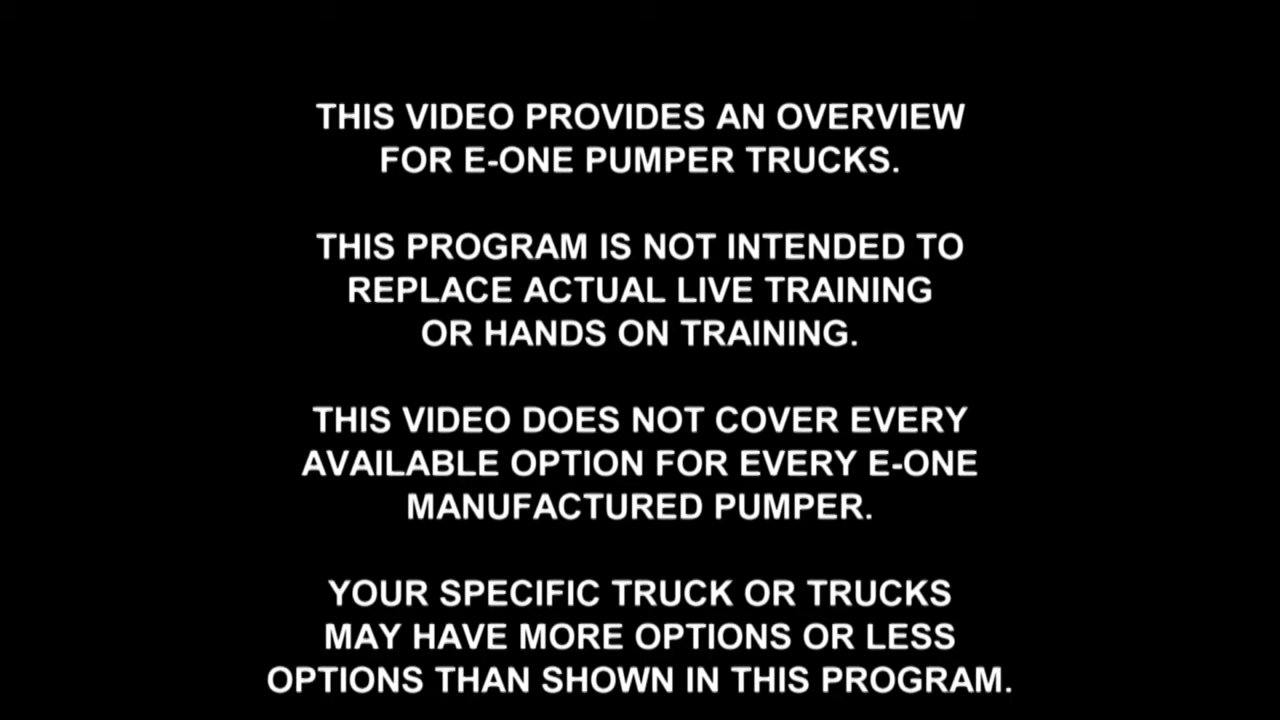 THIS VIDEO PROVIDES AN OVERVIEW
FOR E-ONE PUMPER TRUCKS.
THIS PROGRAM IS NOT INTENDED TO
REPLACE ACTUAL LIVE TRAINING
OR HANDS ON TRAINING.
THIS VIDEO DOES NOT COVER EVERY
AVAILABLE OPTION FOR EVERY E-ONE
MANUFACTURED PUMPER.
YOUR SPECIFIC TRUCK OR TRUCKS
MAY HAVE MORE OPTIONS OR LESS
OPTIONS THAN SHOWN IN THIS PROGRAM.